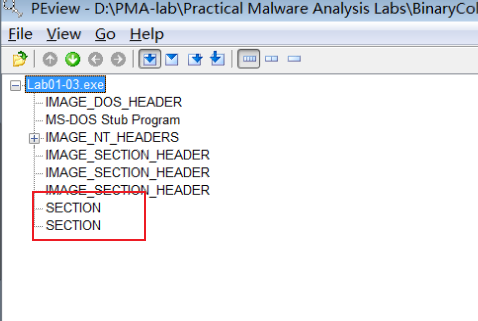 PEview - D:\PMA-lab\Practical Malware Analysis Labs\BinaryCol
File View Go Help
Lab01-03.exe
IMAGE_DOS_HEADER
MS-DOS Stub Program
IMAGE_NT_HEADERS
IMAGE_SECTION_HEADER
IMAGE_SECTION_HEADER
IMAGE_SECTION_HEADER
SECTION
SECTION